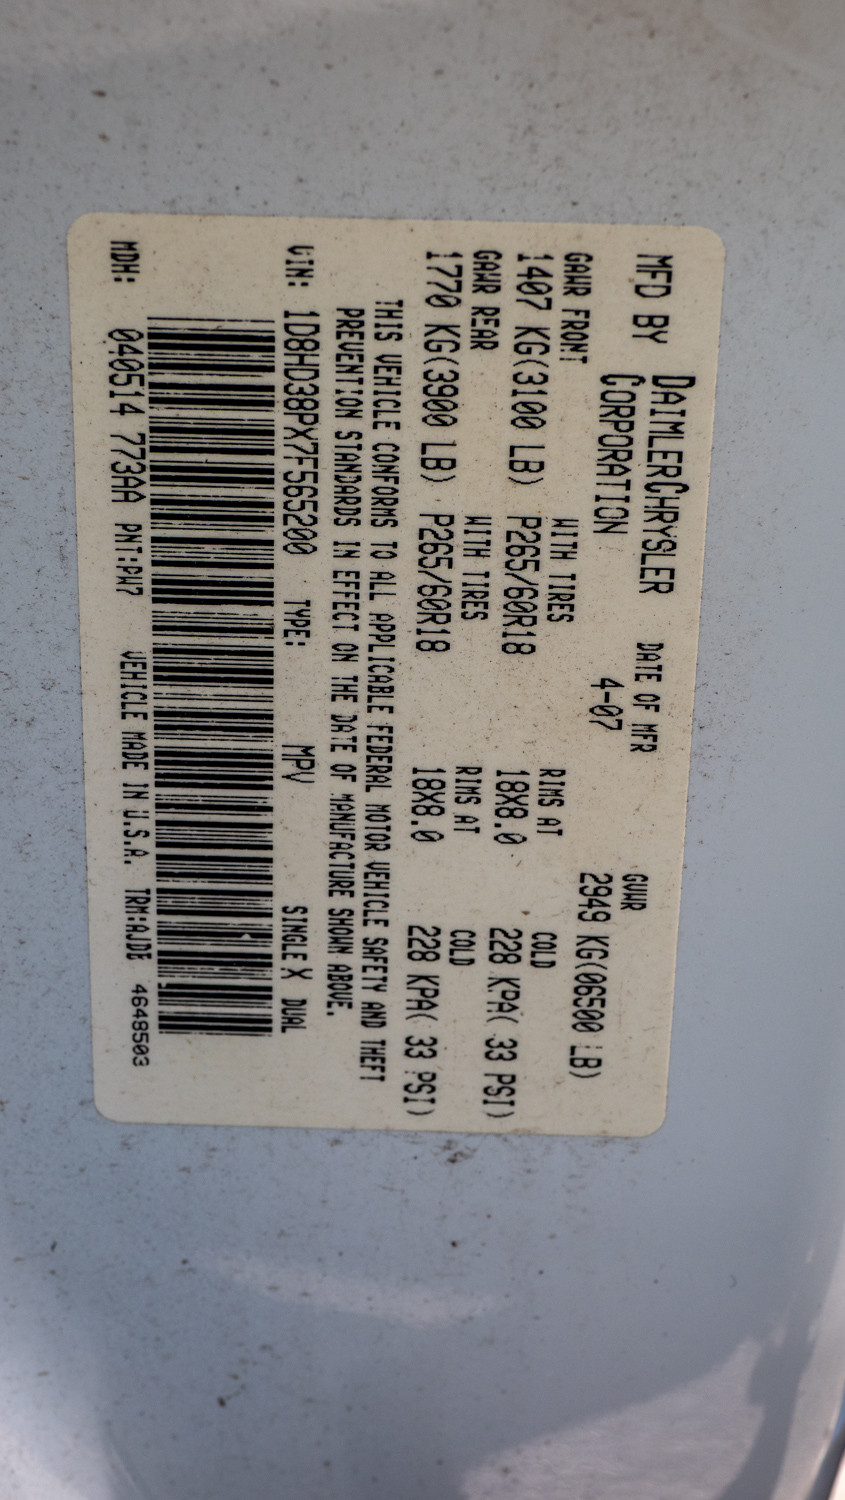 MFD BY DAIMLERCHRYSLER DATE OF MFR GVWR
CORPORATION 4-07 2949 KG(06500 LB)
GAWR FRONT WITH TIRES RIMS AT COLD
1407 KG(3100 LB) P265/60R18 18X8.0 228 KPA( 33 PSI)
GAWR REAR WITH TIRES RIMS AT COLD
1770 KG(3900 LB) P265/60R18 18X8.0 228 KPA( 33 PSI)
THIS VEHICLE CONFORMS TO ALL APPLICABLE FEDERAL MOTOR VEHICLE SAFETY AND THEFT
PREVENTION STANDARDS IN EFFECT ON THE DATE OF MANUFACTURE SHOWN ABOVE.
VIN: 1D8HD38PX7F565200 TYPE: MPV SINGLE X DUAL
MDH: 040514 773AA PNT:PW7 VEHICLE MADE IN U.S.A. TRM:AJDE 4648503